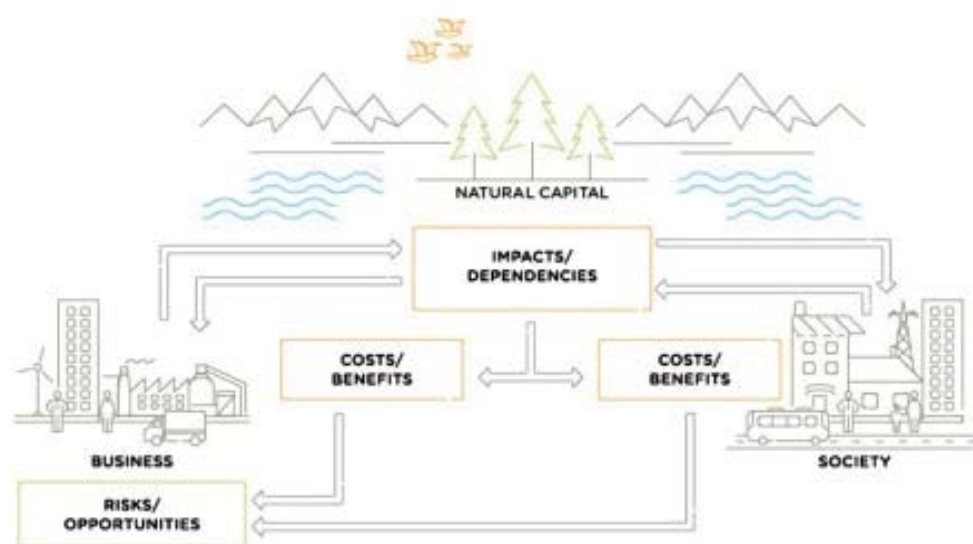 NATURAL CAPITAL
IMPACTS/
DEPENDENCIES
COSTS/
BENEFITS
COSTS/
BENEFITS
BUSINESS
SOCIETY
RISKS/
OPPORTUNITIES